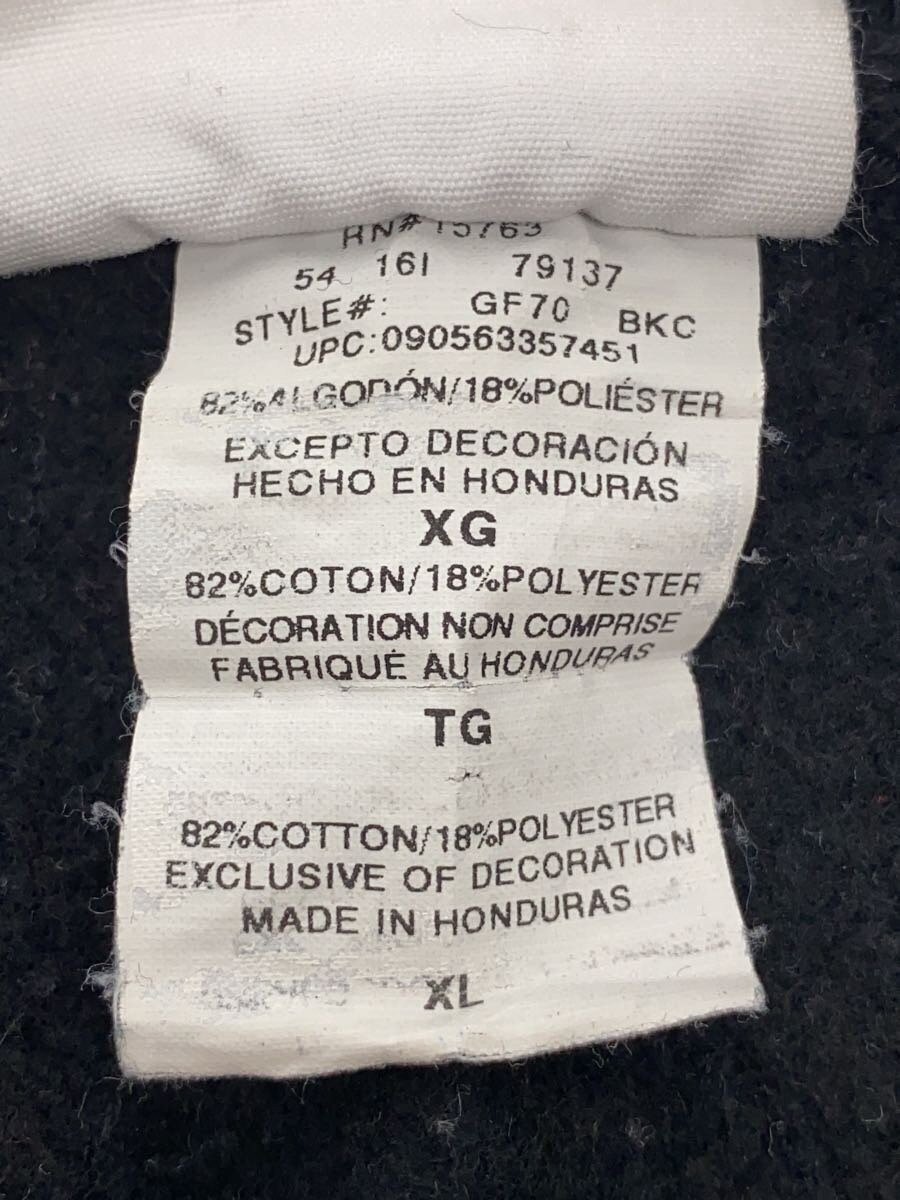 RN# 15763
54 16I 79137
STYLE#: GF70 BKC
UPC:090563357451
82%ALGODÓN/18%POLIÉSTER
EXCEPTO DECORACIÓN
HECHO EN HONDURAS
XG
82%COTON/18%POLYESTER
DÉCORATION NON COMPRISE
FABRIQUÉ AU HONDURAS
TG
82%COTTON/18%POLYESTER
EXCLUSIVE OF DECORATION
MADE IN HONDURAS
XL